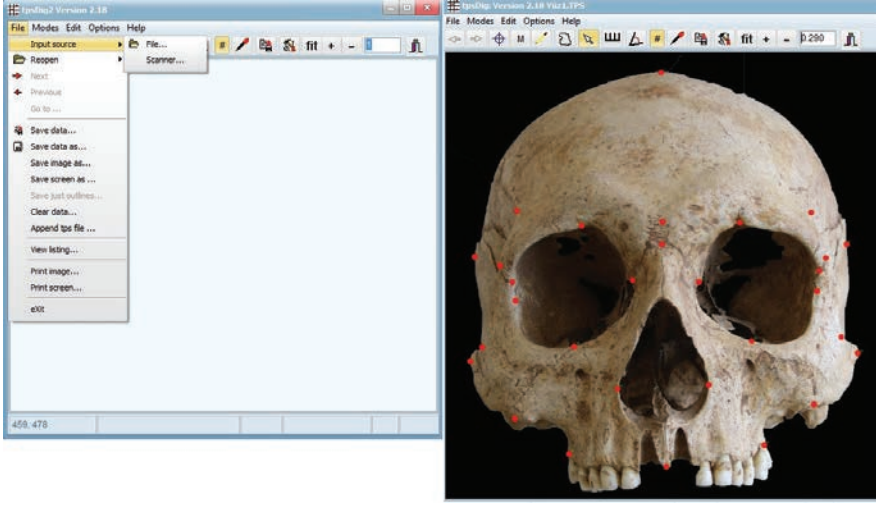 tpsDig2 Version 2.18
File Modes Edit Options Help
Input source
File...
Scanner...
Reopen
Next
Previous
Go to ...
Save data...
Save data as...
Save image as...
Save screen as ...
Save just outlines...
Clear data...
Append tps file ...
View listing...
Print image...
Print screen...
eXit
# fit + - 1
459, 478
tpsDig: Version 2.18 Yüz1.TPS
File Modes Edit Options Help
M # fit + - 0.290